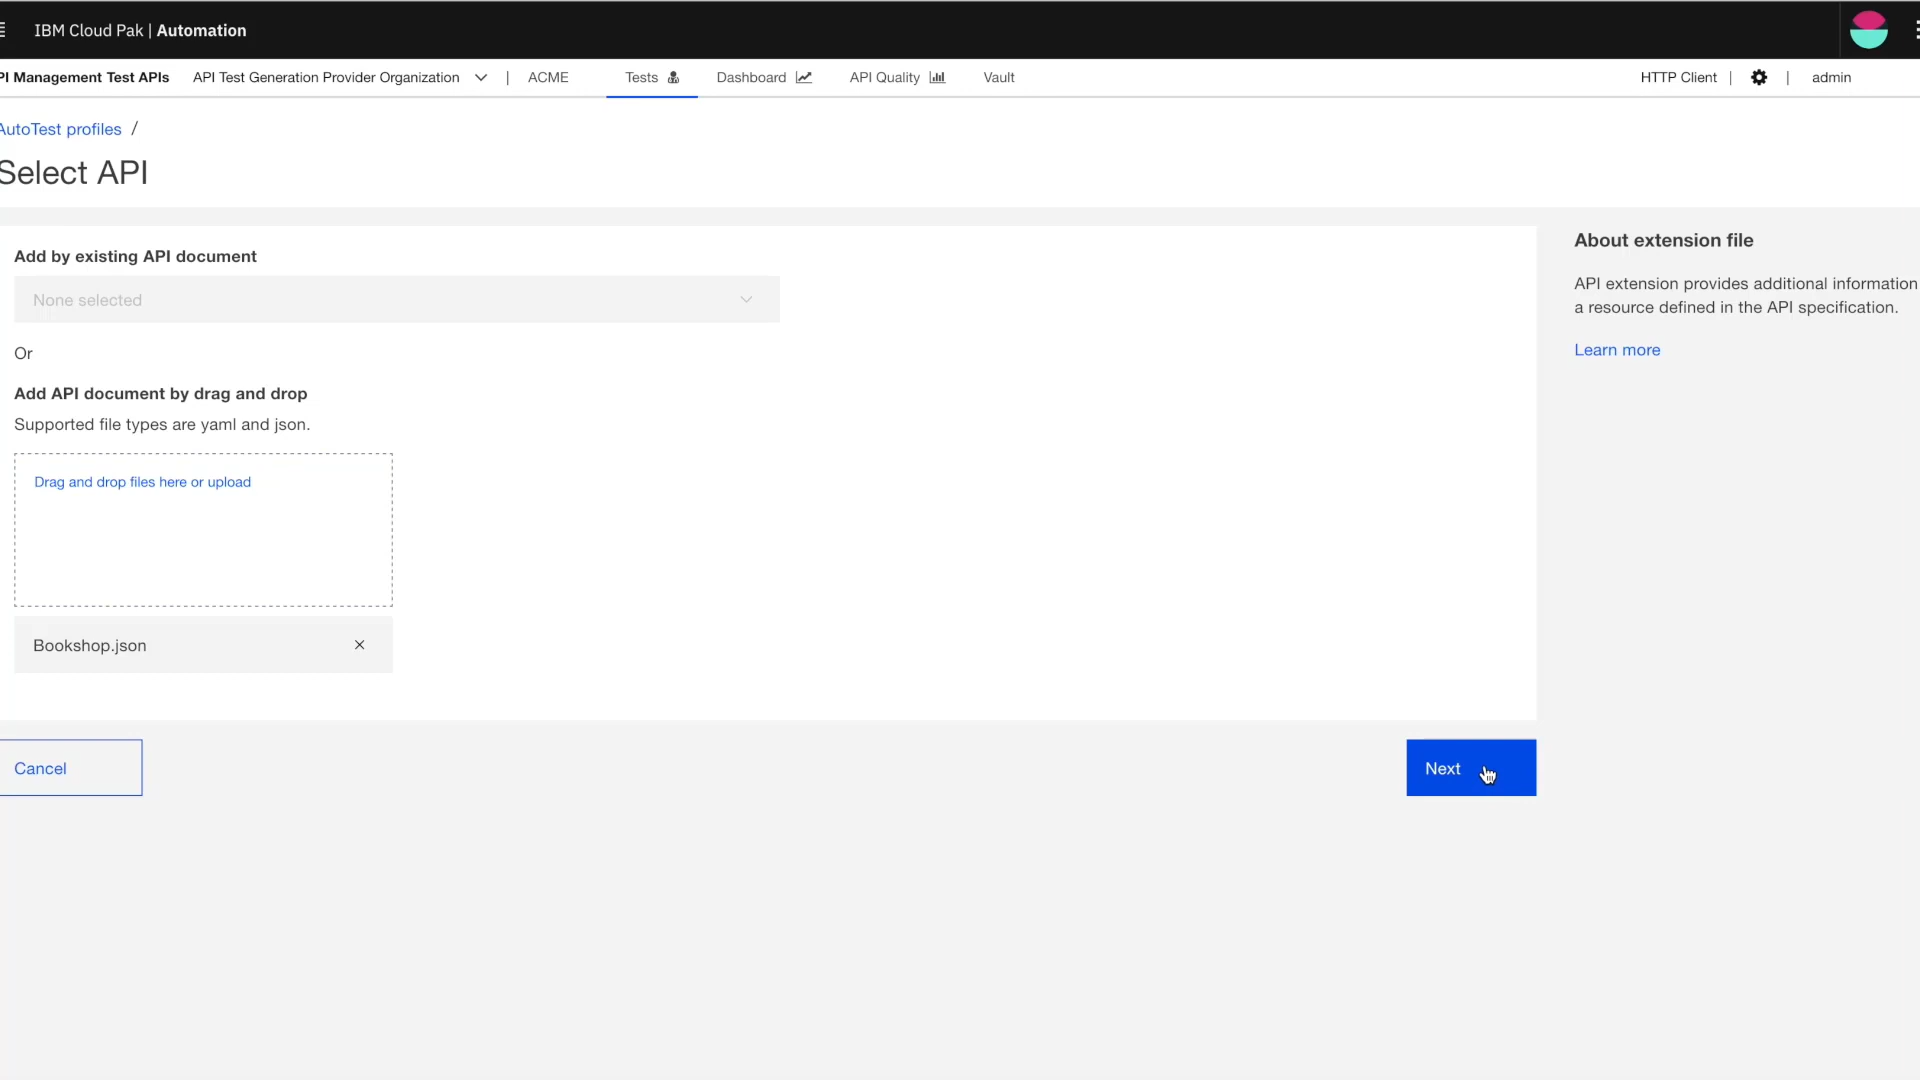 IBM Cloud Pak | Automation
PI Management Test APIs API Test Generation Provider Organization | ACME Tests Dashboard API Quality Vault HTTP Client | | admin
AutoTest profiles /
Select API
Add by existing API document
None selected
Or
Add API document by drag and drop
Supported file types are yaml and json.
Drag and drop files here or upload
Bookshop.json
Cancel
Next
About extension file
API extension provides additional information
a resource defined in the API specification.
Learn more